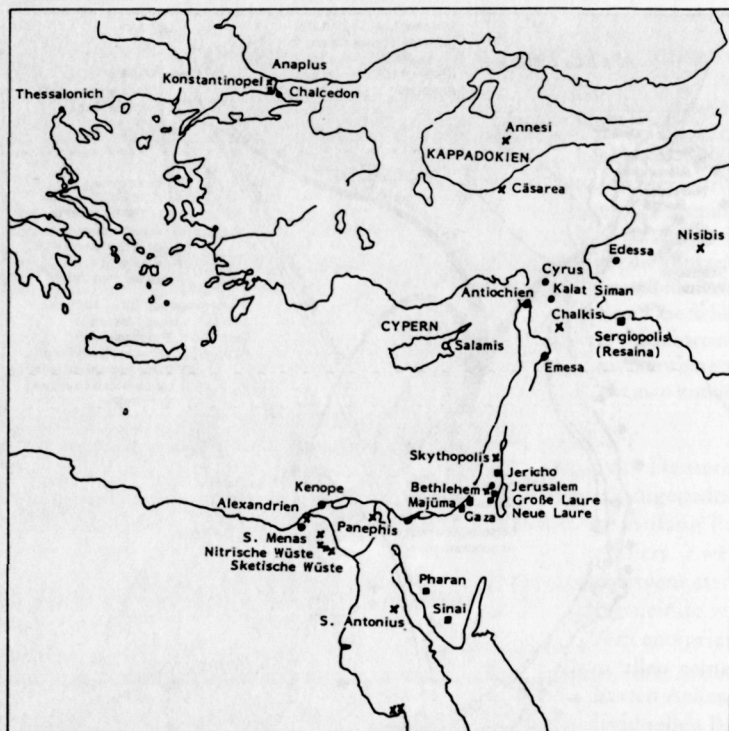 Anaplus
Konstantinopel
Chalcedon
Thessalonich
Annesi
KAPPADOKIEN
Cäsarea
Nisibis
Edessa
Cyrus
Kalat Siman
Antiochien
Chalkis
CYPERN
Sergiopolis
(Resaina)
Salamis
Emesa
Skythopolis
Jericho
Jerusalem
Bethlehem
Große Laure
Majūma
Neue Laure
Gaza
Kenope
Alexandrien
Panephis
S. Menas
Nitrische Wüste
Sketische Wüste
Pharan
Sinai
S. Antonius